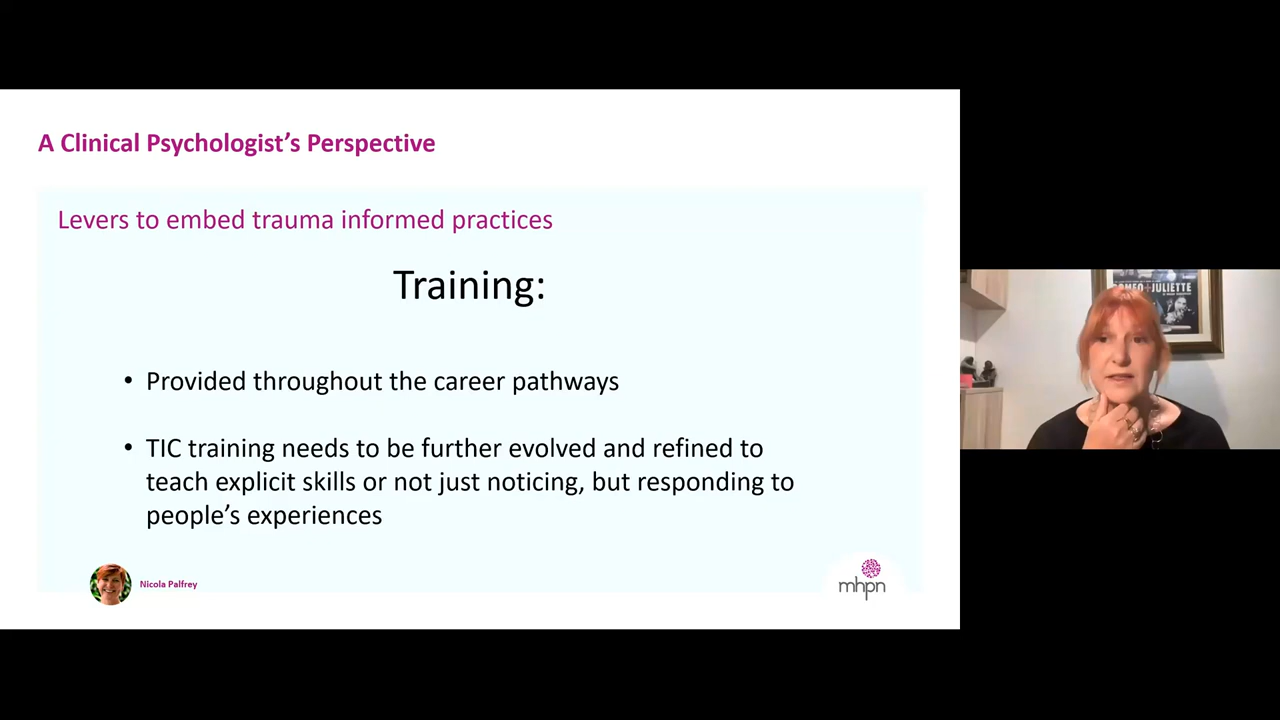 A Clinical Psychologist's Perspective
Levers to embed trauma informed practices
Training:
• Provided throughout the career pathways
• TIC training needs to be further evolved and refined to
teach explicit skills or not just noticing, but responding to
people's experiences
Nicola Palfrey
mhpn
ROMEO+JULIETTE